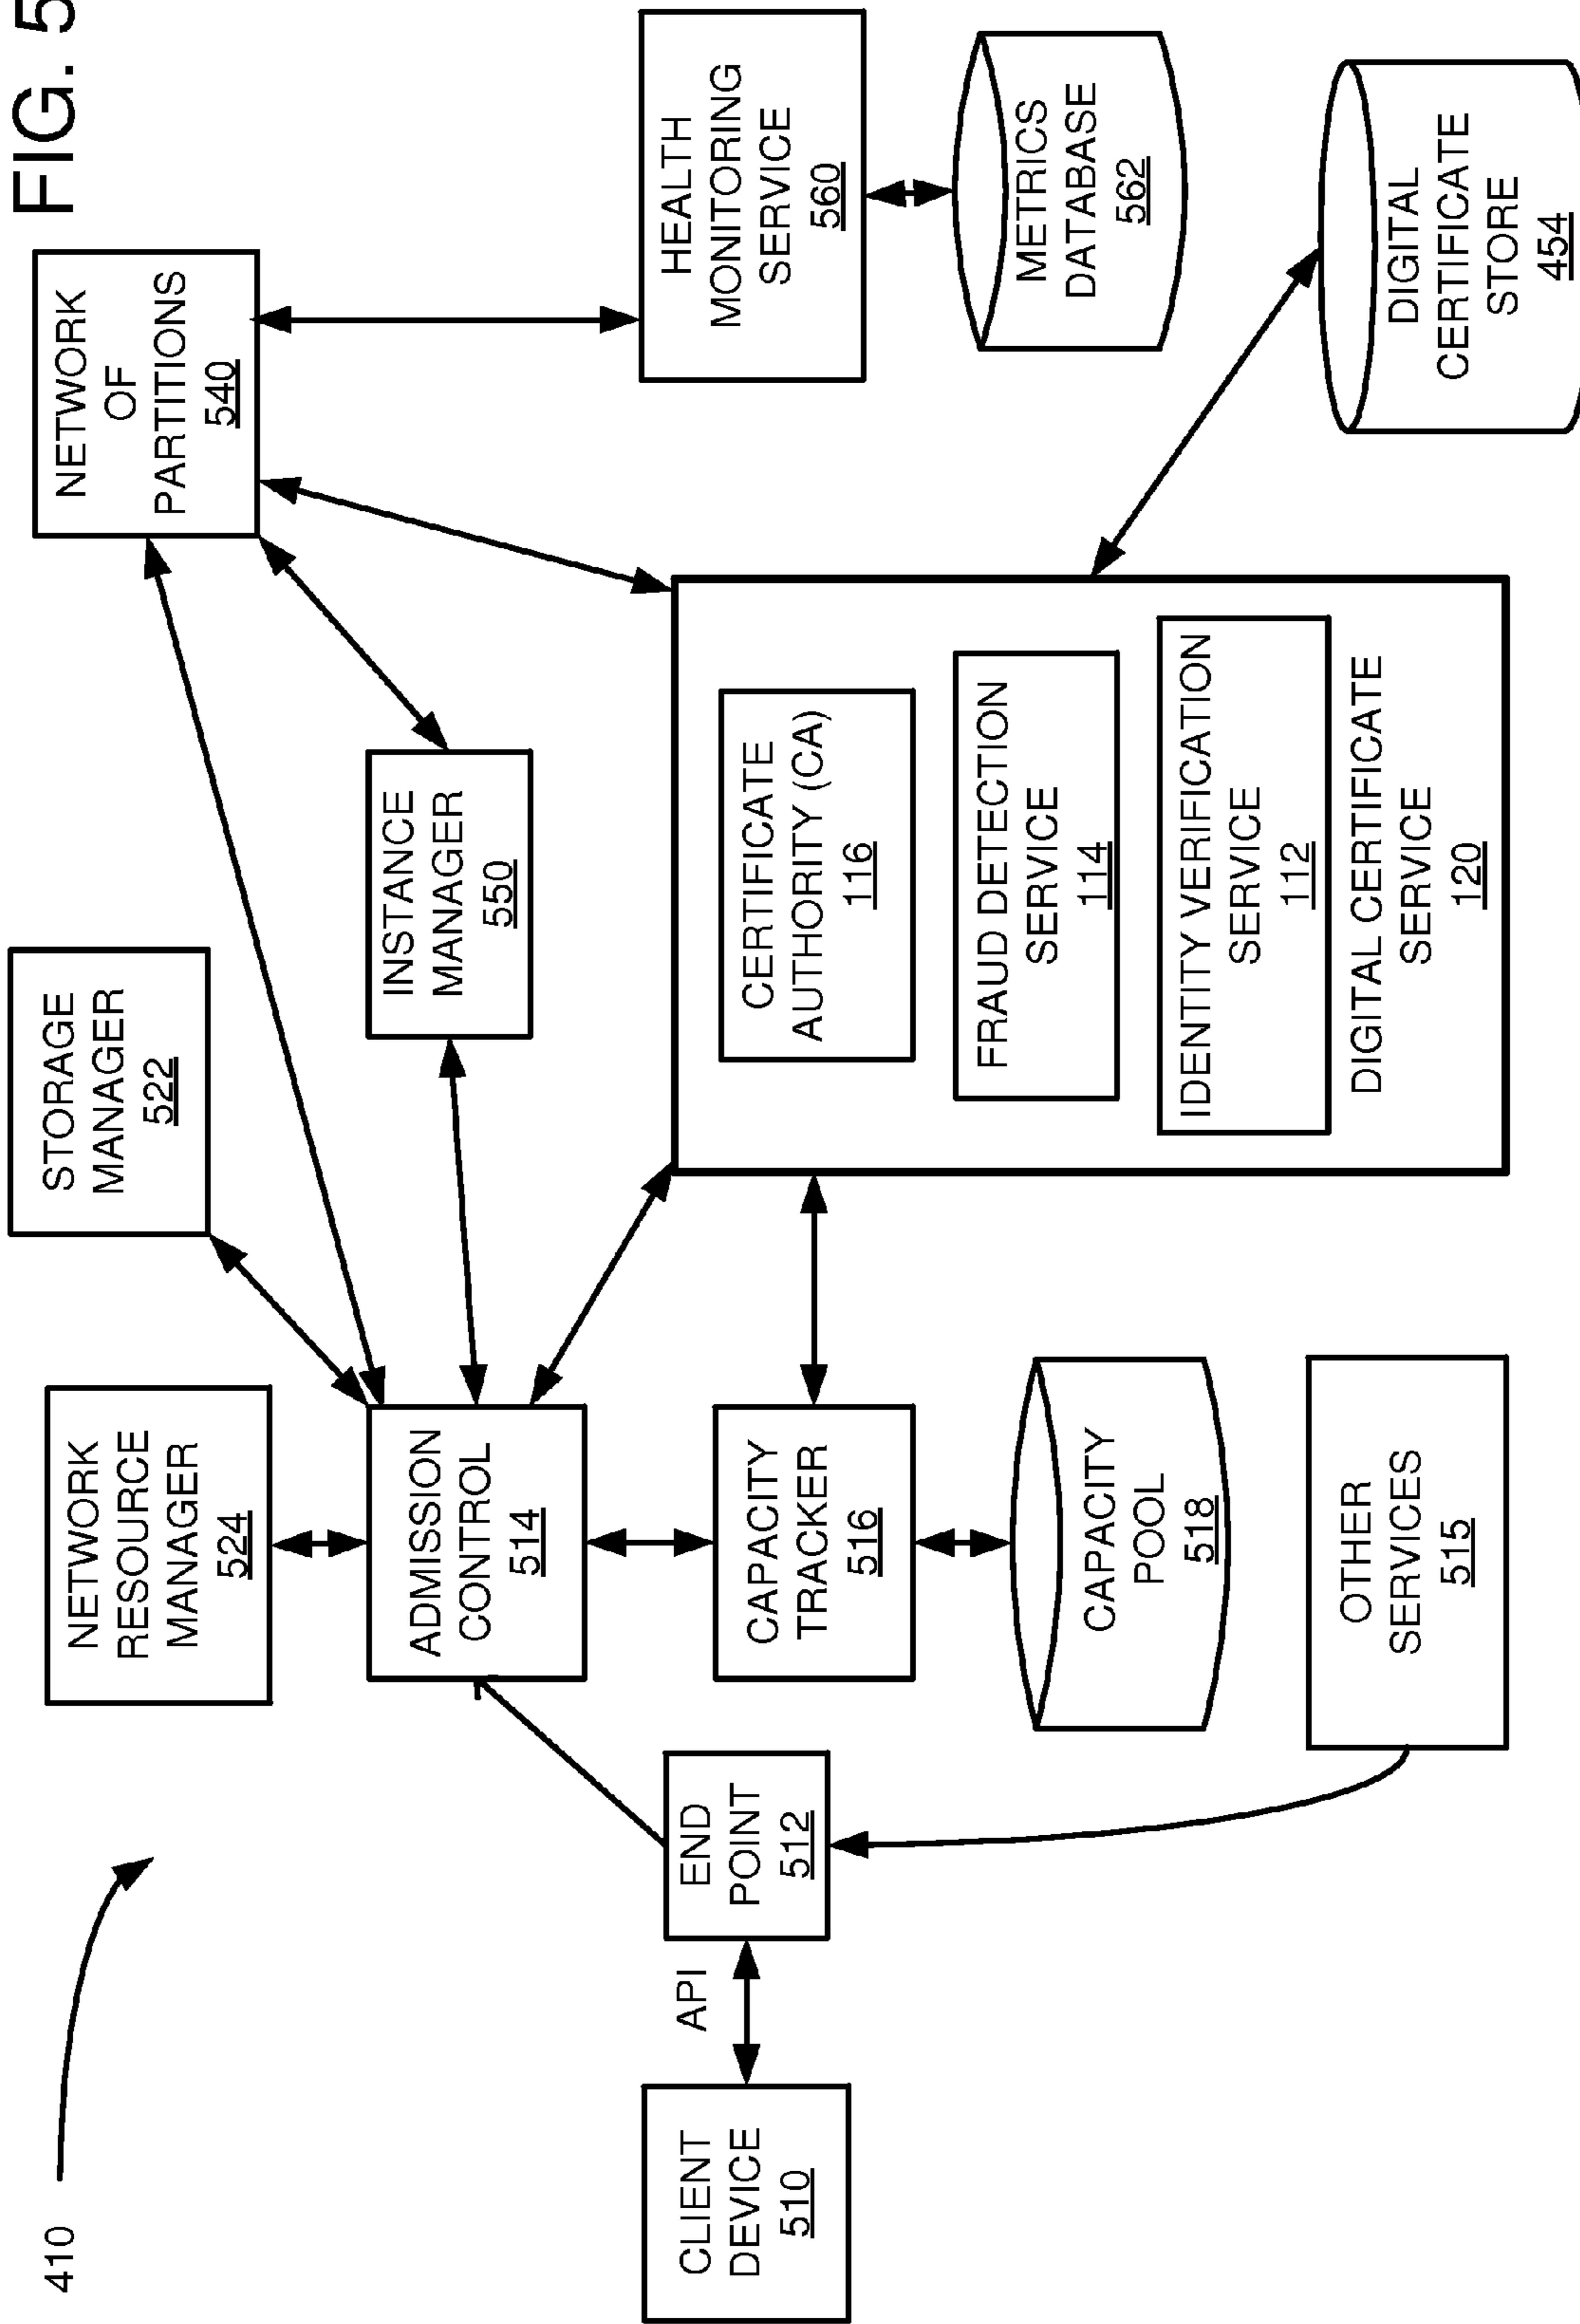 FIG. 5
410
CLIENT
DEVICE
510
API
END
POINT
512
NETWORK
RESOURCE
MANAGER
524
ADMISSION
CONTROL
514
CAPACITY
TRACKER
516
CAPACITY
POOL
518
OTHER
SERVICES
515
STORAGE
MANAGER
522
INSTANCE
MANAGER
550
CERTIFICATE
AUTHORITY (CA)
116
FRAUD DETECTION
SERVICE
114
IDENTITY VERIFICATION
SERVICE
112
DIGITAL CERTIFICATE
SERVICE
120
NETWORK
OF
PARTITIONS
540
HEALTH
MONITORING
SERVICE
560
METRICS
DATABASE
562
DIGITAL
CERTIFICATE
STORE
454